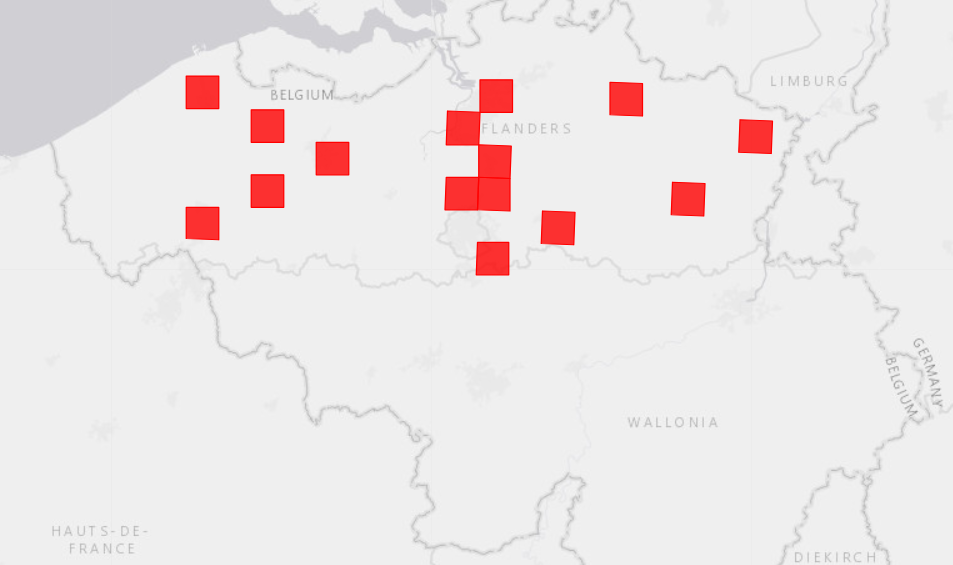 LIMBURG
BELGIUM
FLANDERS
GERMANY
BELGIUM
WALLONIA
HAUTS-DE-
FRANCE
DIEKIRCH